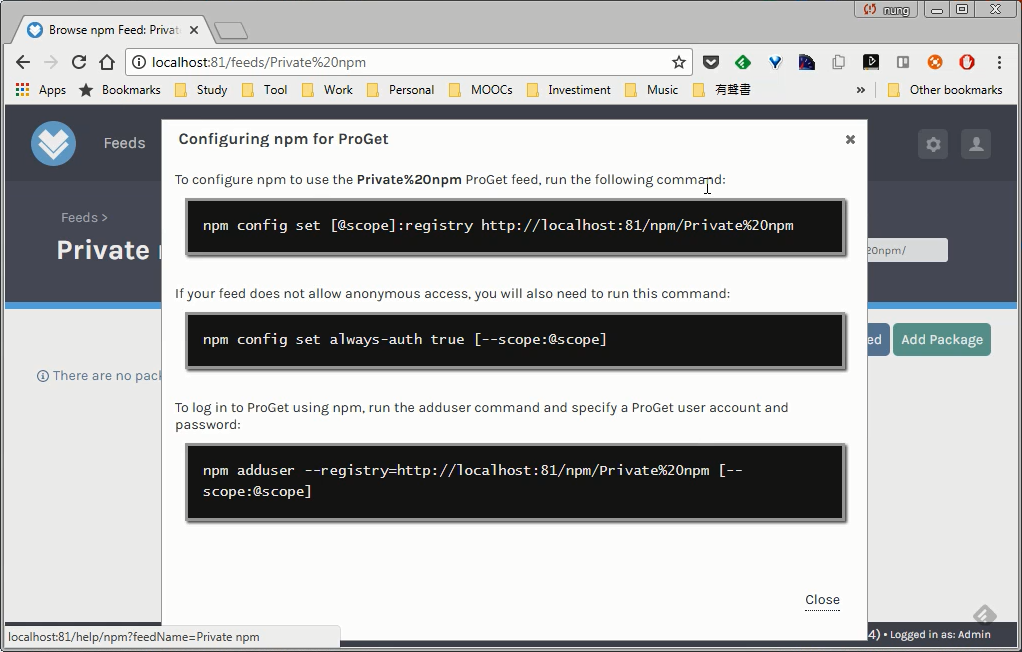 nung
Browse npm Feed: Privat
localhost:81/feeds/Private%20npm
Apps
Bookmarks
Study
Tool
Work
Personal
MOOCs
Investiment
Music
有聲書
»
Other bookmarks
Feeds
Configuring npm for ProGet
To configure npm to use the Private%20npm ProGet feed, run the following command:
npm config set [@scope]:registry http://localhost:81/npm/Private%20npm
Feeds >
Private
20npm/
If your feed does not allow anonymous access, you will also need to run this command:
npm config set always-auth true [--scope:@scope]
ed
Add Package
There are no pack
To log in to ProGet using npm, run the adduser command and specify a ProGet user account and
password:
npm adduser --registry=http://localhost:81/npm/Private%20npm [--
scope:@scope]
Close
localhost:81/help/npm?feedName=Private npm
4) • Logged in as: Admin